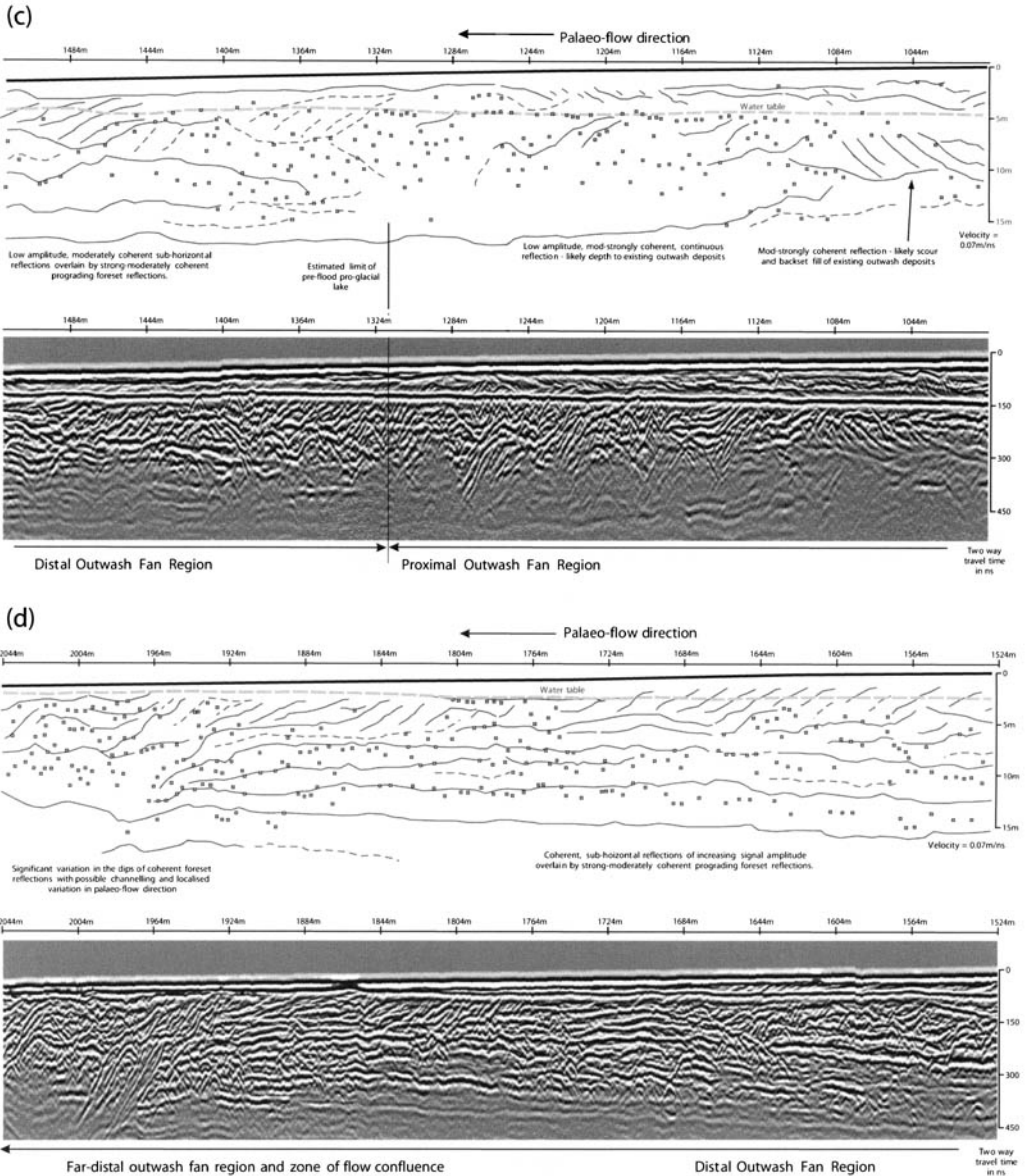 (c)
Palaeo-flow direction
1484m 1444m 1404m 1364m 1324m 1284m 1244m 1204m 1164m 1124m 1084m 1044m
0
Water table
5m
10m
15m
Velocity =
0.07m/ns
Low amplitude, moderately coherent sub-horizontal
reflections overlain by strong-moderately coherent
prograding foreset reflections.
Estimated limit of
pre-flood pro-glacial
lake
Low amplitude, mod-strongly coherent, continuous
reflection - likely depth to existing outwash deposits
Mod-strongly coherent reflection - likely scour
and backset fill of existing outwash deposits
1484m 1444m 1404m 1364m 1324m 1284m 1244m 1204m 1164m 1124m 1084m 1044m
0
150
300
450
Distal Outwash Fan Region
Proximal Outwash Fan Region
Two way
travel time
in ns
(d)
Palaeo-flow direction
2044m 2004m 1964m 1924m 1884m 1844m 1804m 1764m 1724m 1684m 1644m 1604m 1564m 1524m
0
Water table
5m
10m
15m
Velocity = 0.07m/ns
Significant variation in the dips of coherent foreset
reflections with possible channelling and localised
variation in palaeo-flow direction
Coherent, sub-hoizontal reflections of increasing signal amplitude
overlain by strong-moderately coherent prograding foreset reflections.
2044m 2004m 1964m 1924m 1884m 1844m 1804m 1764m 1724m 1684m 1644m 1604m 1564m 1524m
0
150
300
450
Far-distal outwash fan region and zone of flow confluence
Distal Outwash Fan Region
Two way
travel time
in ns